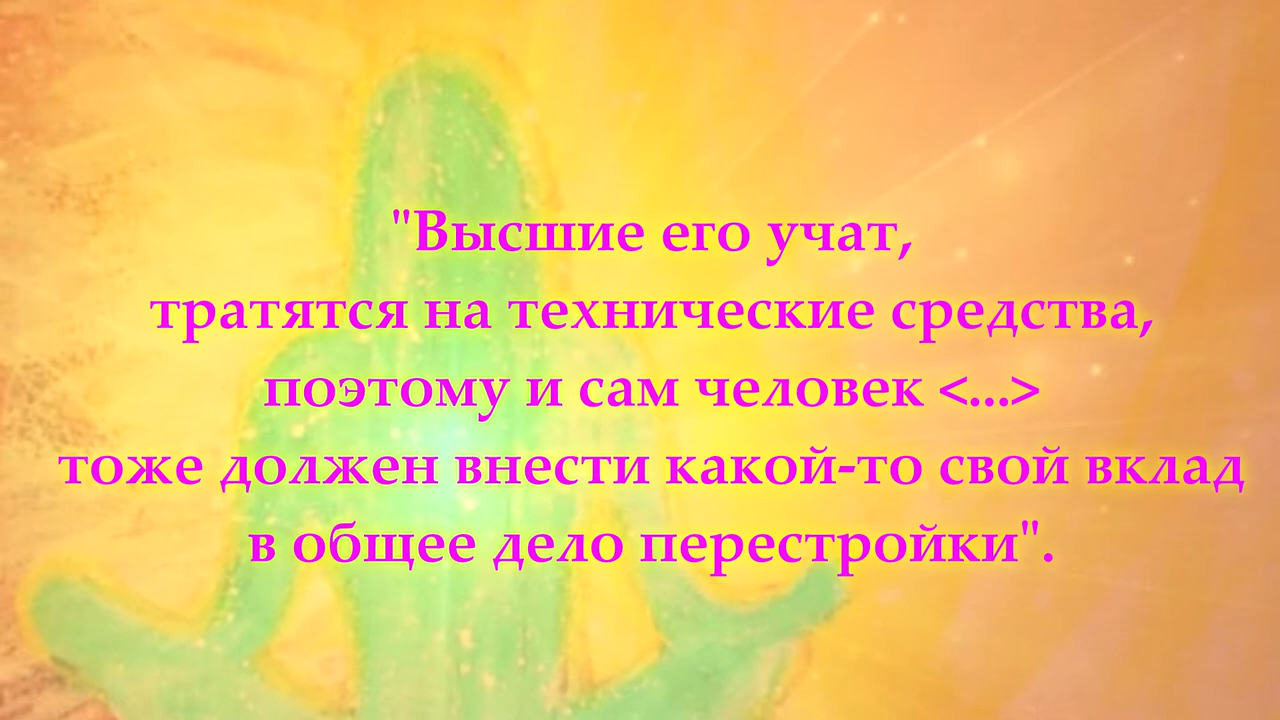 "Высшие его учат,
тратятся на технические средства,
поэтому и сам человек <...>
тоже должен внести какой-то свой вклад
в общее дело перестройки".